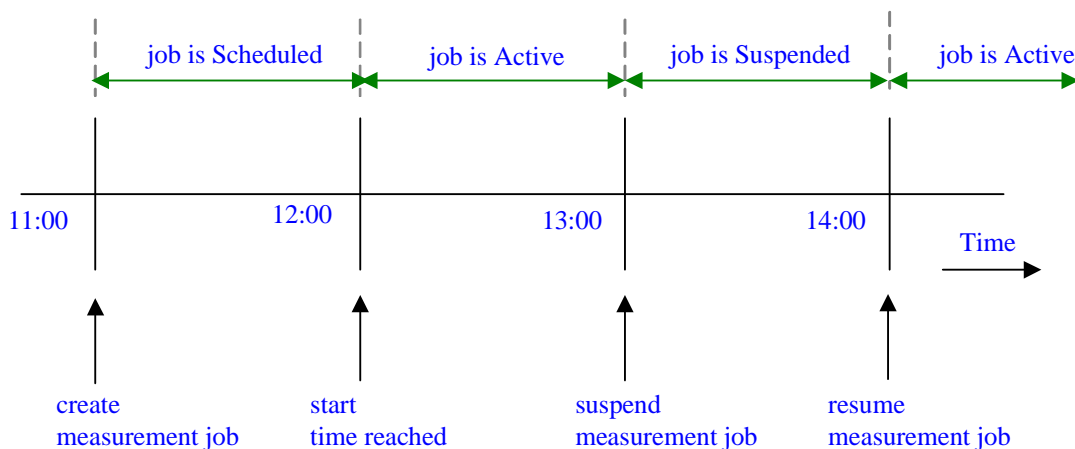 job is Scheduled
job is Active
job is Suspended
job is Active
11:00
12:00
13:00
14:00
Time
create
measurement job
start
time reached
suspend
measurement job
resume
measurement job